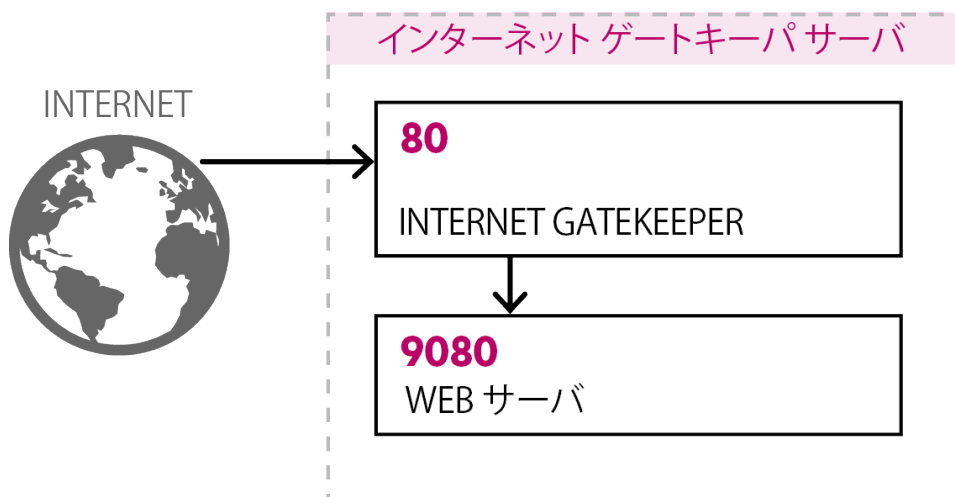 インターネット ゲートキーパ サーバ
INTERNET
80
INTERNET GATEKEEPER
9080
WEB サーバ